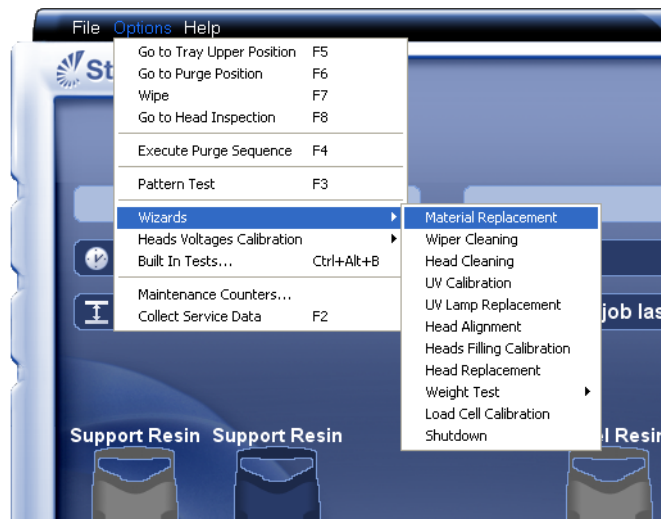 File Options Help
St
Go to Tray Upper Position F5
Go to Purge Position F6
Wipe F7
Go to Head Inspection F8
Execute Purge Sequence F4
Pattern Test F3
Wizards
Heads Voltages Calibration
Built In Tests... Ctrl+Alt+B
Maintenance Counters...
Collect Service Data F2
Material Replacement
Wiper Cleaning
Head Cleaning
UV Calibration
UV Lamp Replacement
Head Alignment
Heads Filling Calibration
Head Replacement
Weight Test
Load Cell Calibration
Shutdown
job las
Support Resin Support Resin
el Resin